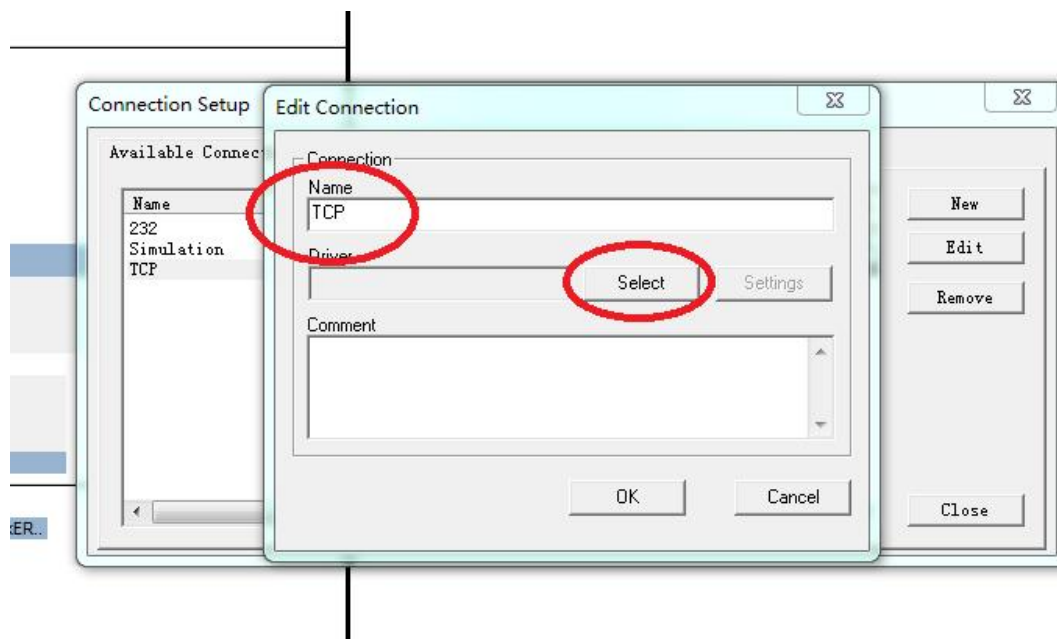 Connection Setup
Edit Connection
Available Connec
Connection
Name
Name
TCP
New
232
Simulation
TCP
Driver
Select
Settings
Edit
Remove
Comment
OK
Cancel
Close
ER..